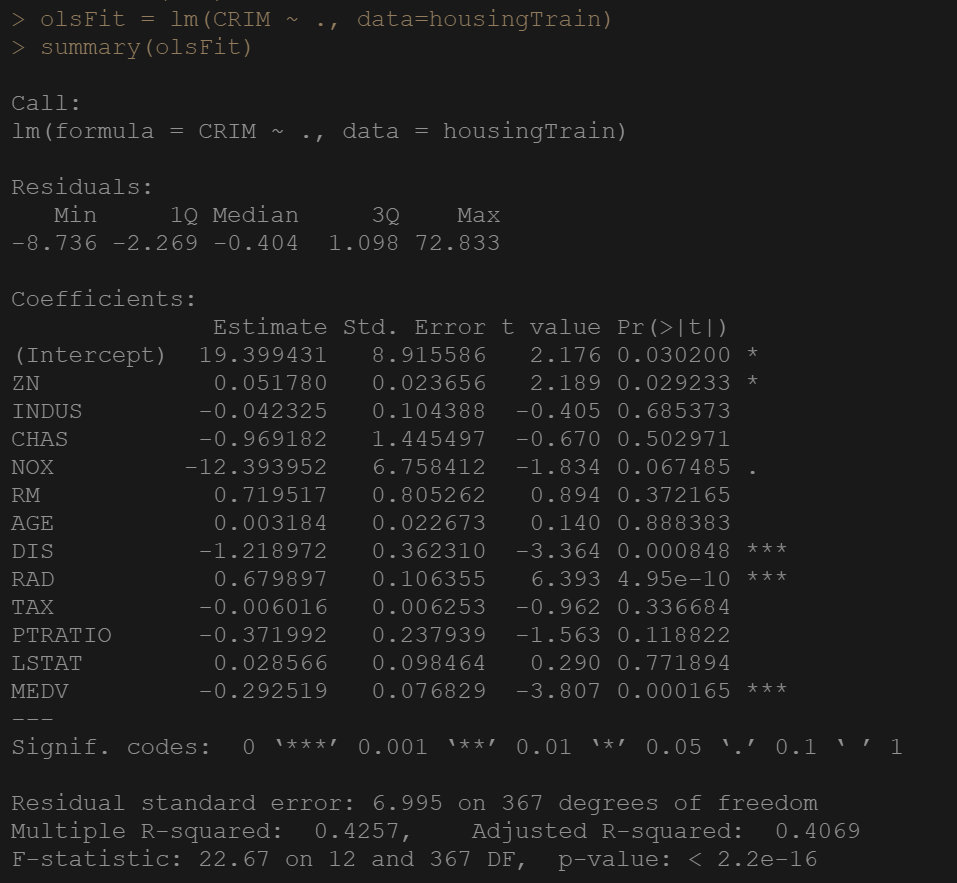 > olsFit = lm(CRIM ~ ., data=housingTrain)
> summary(olsFit)
Call:
lm(formula = CRIM ~ ., data = housingTrain)
Residuals:
   Min     1Q Median     3Q    Max
-8.736 -2.269 -0.404  1.098 72.833
Coefficients:
              Estimate Std. Error t value Pr(>|t|)
(Intercept)  19.399431   8.915586   2.176 0.030200 *
ZN            0.051780   0.023656   2.189 0.029233 *
INDUS        -0.042325   0.104388  -0.405 0.685373
CHAS         -0.969182   1.445497  -0.670 0.502971
NOX         -12.393952   6.758412  -1.834 0.067485 .
RM            0.719517   0.805262   0.894 0.372165
AGE           0.003184   0.022673   0.140 0.888383
DIS          -1.218972   0.362310  -3.364 0.000848 ***
RAD           0.679897   0.106355   6.393 4.95e-10 ***
TAX          -0.006016   0.006253  -0.962 0.336684
PTRATIO      -0.371992   0.237939  -1.563 0.118822
LSTAT         0.028566   0.098464   0.290 0.771894
MEDV         -0.292519   0.076829  -3.807 0.000165 ***
---
Signif. codes:  0 ‘***’ 0.001 ‘**’ 0.01 ‘*’ 0.05 ‘.’ 0.1 ‘ ’ 1
Residual standard error: 6.995 on 367 degrees of freedom
Multiple R-squared:  0.4257,    Adjusted R-squared:  0.4069
F-statistic: 22.67 on 12 and 367 DF,  p-value: < 2.2e-16